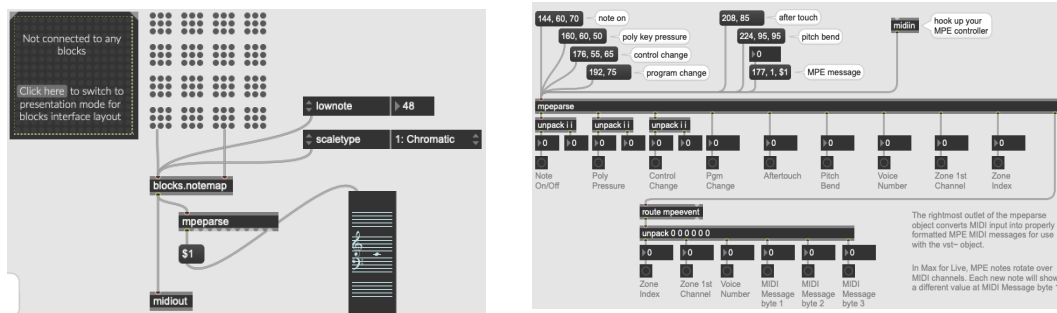 Not connected to any
blocks
Click here to switch to
presentation mode for
blocks interface layout
lownote
48
scaletype
1: Chromatic
blocks.notemap
mpeparse
$1
midiout
144, 60, 70
note on
160, 60, 50
poly key pressure
176, 55, 65
control change
192, 75
program change
208, 85
after touch
224, 95, 95
pitch bend
0
177, 1, $1
MPE message
midiin
hook up your
MPE controller
mpeparse
unpack i i
unpack i i
unpack i i
0
0
0
0
0
0
0
0
0
0
0
0
Note
On/Off
Poly
Pressure
Control
Change
Pgm
Change
Aftertouch
Pitch
Bend
Voice
Number
Zone 1st
Channel
Zone
Index
route mpeevent
unpack 0 0 0 0 0 0
0
0
0
0
0
0
Zone
Index
Zone 1st
Channel
Voice
Number
MIDI
Message
byte 1
MIDI
Message
byte 2
MIDI
Message
byte 3
The rightmost outlet of the mpeparse
object converts MIDI input into properly
formatted MPE MIDI messages for use
with the vst~ object.
In Max for Live, MPE notes rotate over
MIDI channels. Each new note will show
a different value at MIDI Message byte